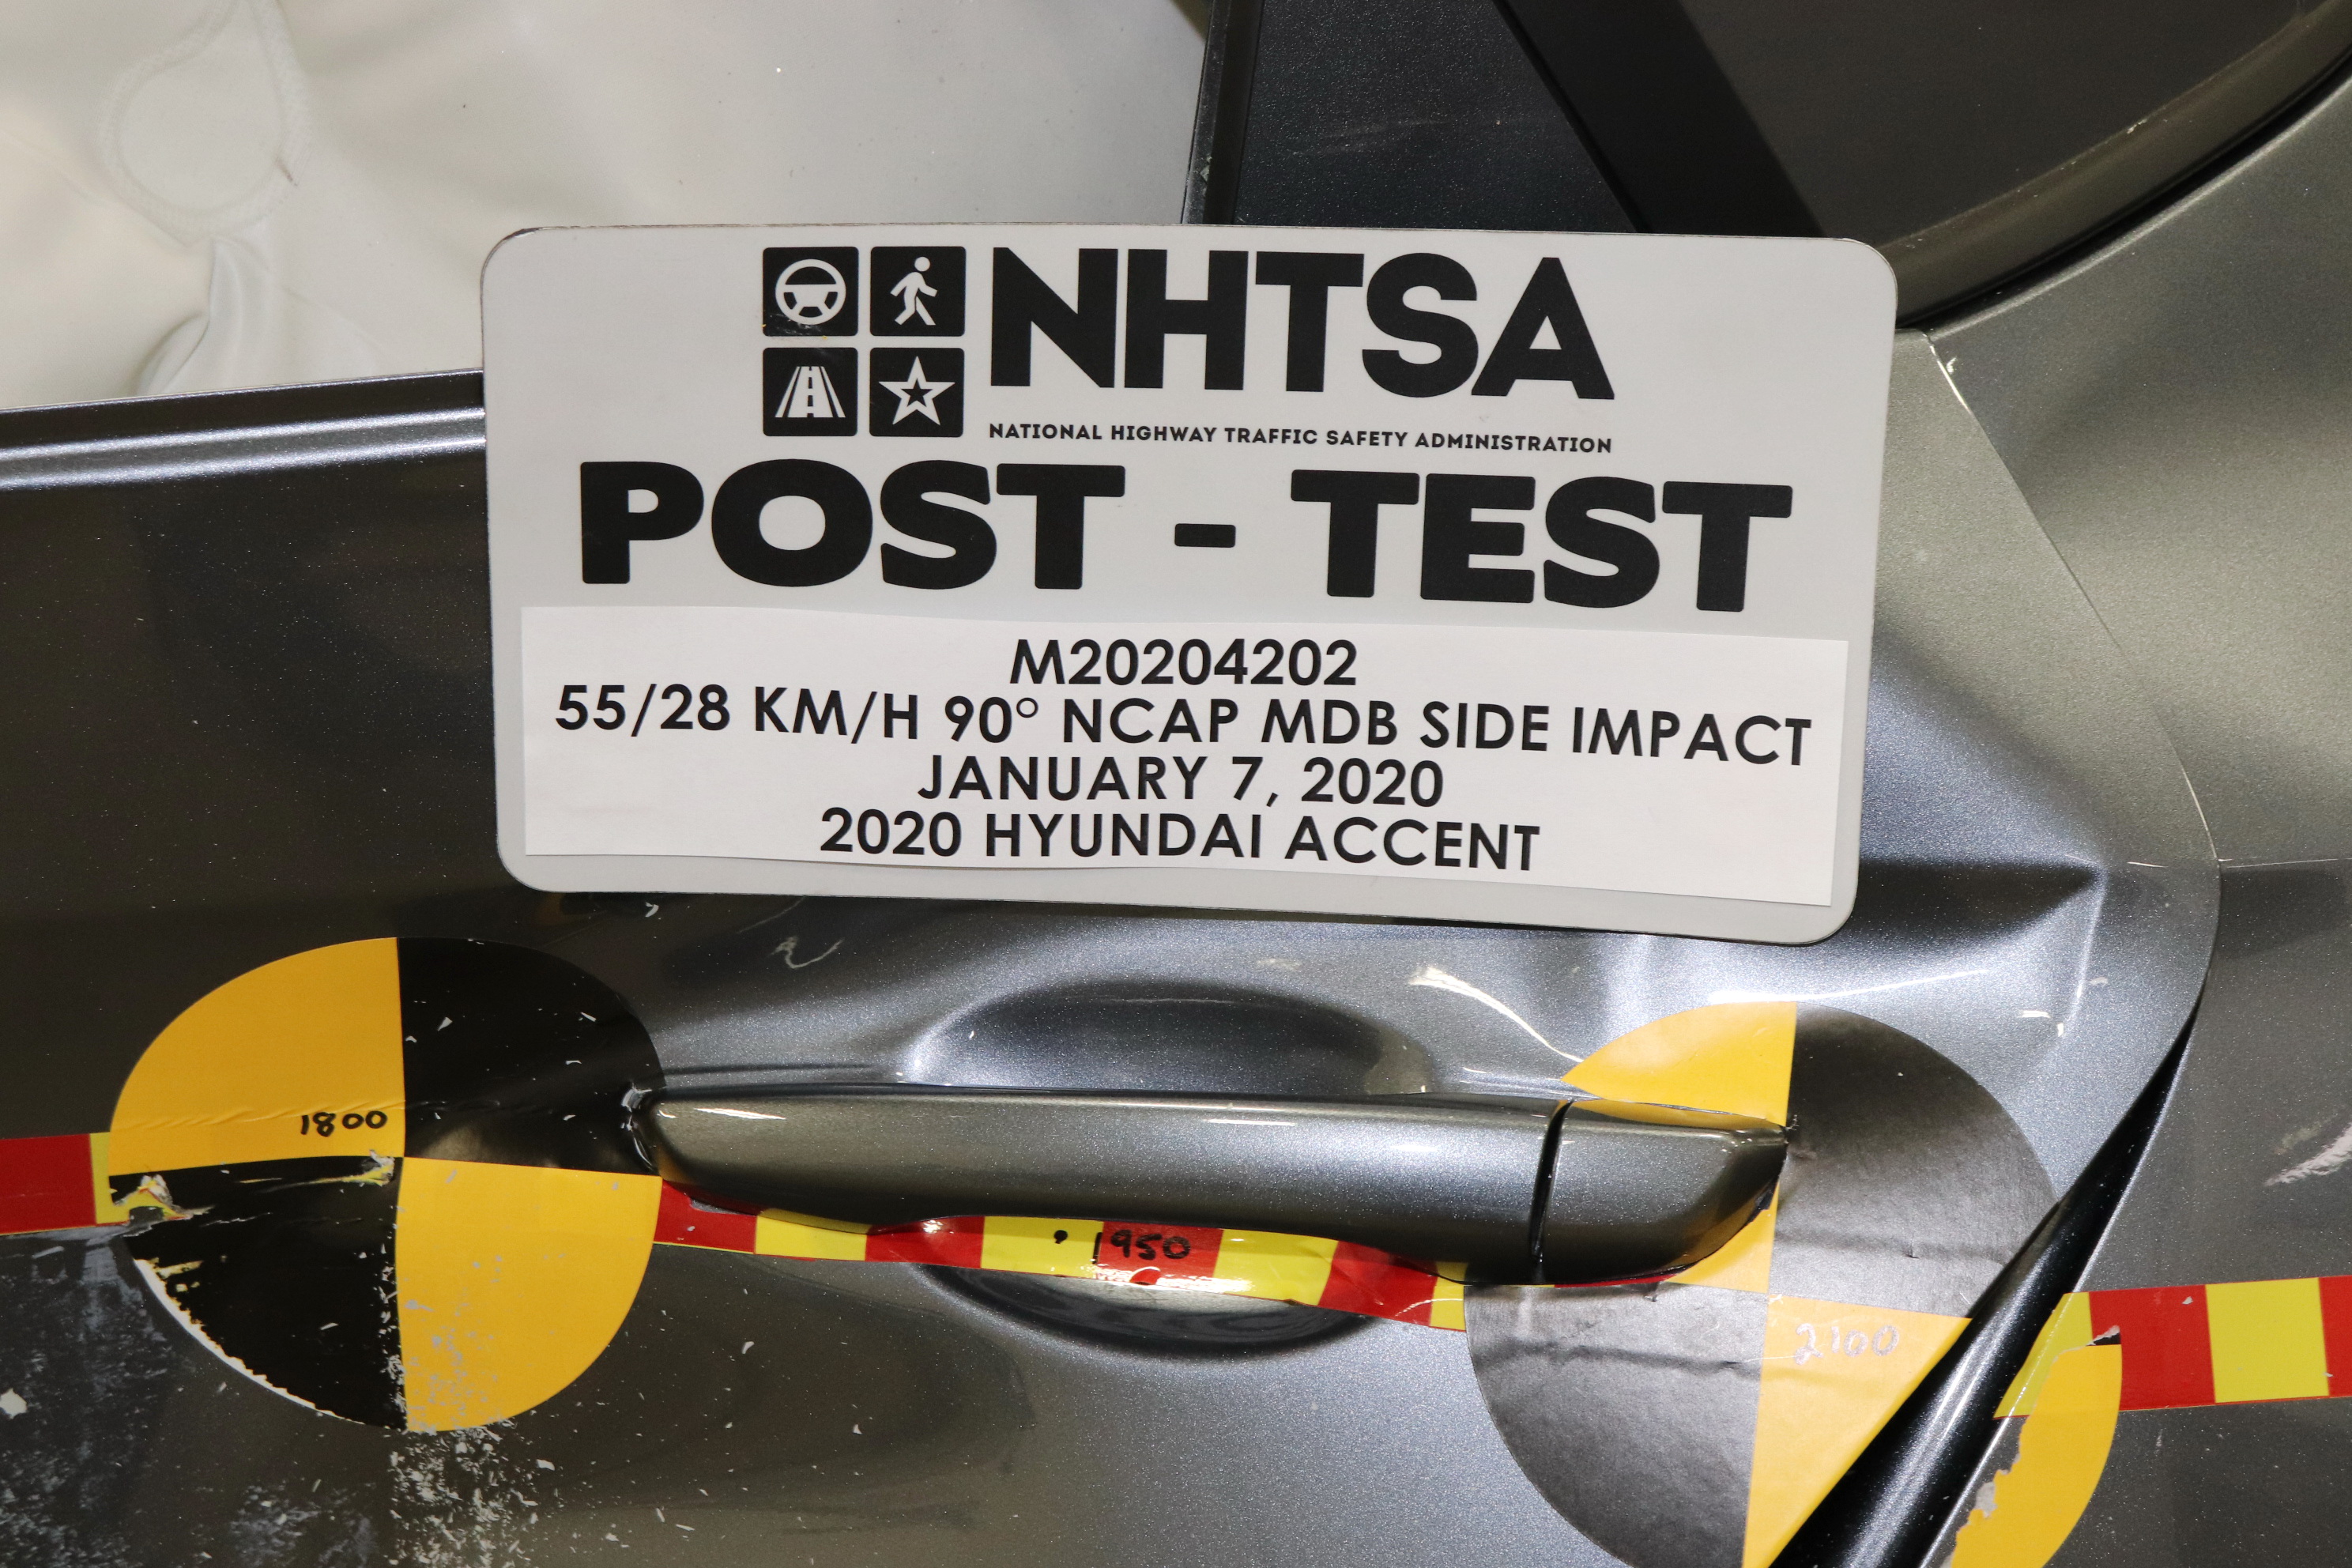 NHTSA
NATIONAL HIGHWAY TRAFFIC SAFETY ADMINISTRATION
POST - TEST
M20204202
55/28 KM/H 90° NCAP MDB SIDE IMPACT
JANUARY 7, 2020
2020 HYUNDAI ACCENT
1800
1950
2100